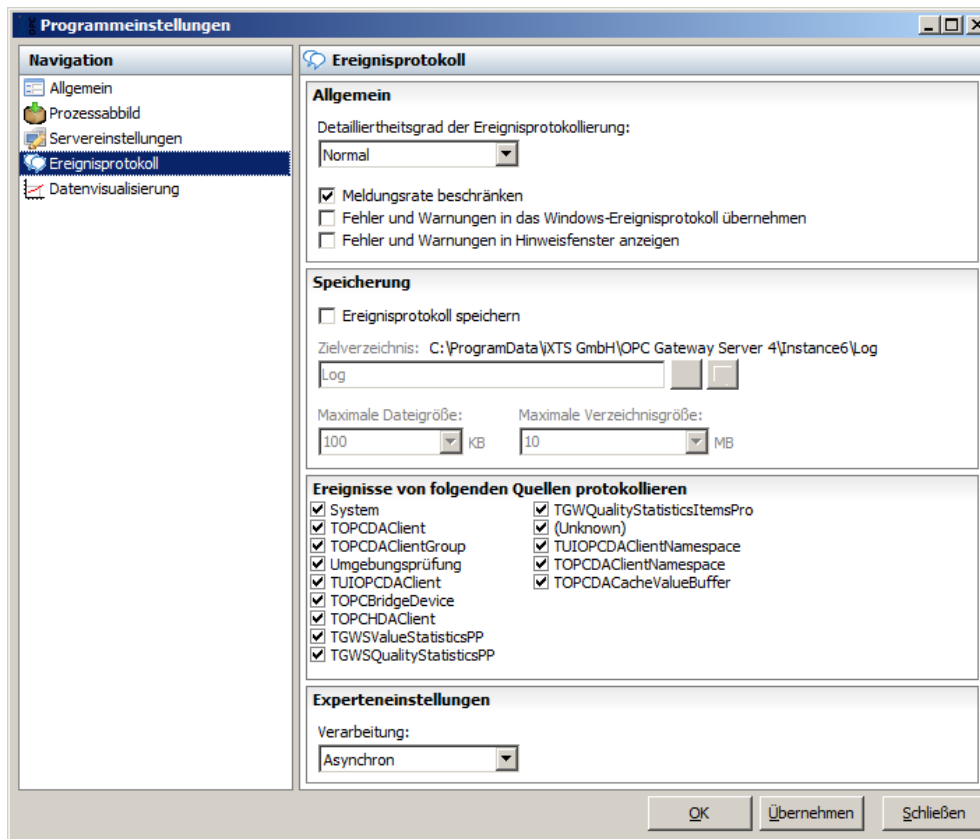 Programmeinstellungen
Navigation
Allgemein
Prozessabbild
Servereinstellungen
Ereignisprotokoll
Datenvisualisierung
Ereignisprotokoll
Allgemein
Detailliertheitsgrad der Ereignisprotokollierung:
Normal
Meldungsrate beschränken
Fehler und Warnungen in das Windows-Ereignisprotokoll übernehmen
Fehler und Warnungen in Hinweisfenster anzeigen
Speicherung
Ereignisprotokoll speichern
Zielverzeichnis: C:\ProgramData\iXTS GmbH\OPC Gateway Server 4\Instance6\Log
Log
Maximale Dateigröße: Maximale Verzeichnisgröße:
100 KB 10 MB
Ereignisse von folgenden Quellen protokollieren
System TGWQualityStatisticsItemsPro
TOPCDAClient (Unknown)
TOPCDAClientGroup TUIOPCDAClientNamespace
Umgebungsprüfung TOPCDAClientNamespace
TUIOPCDAClient TOPCDACacheValueBuffer
TOPCBridgeDevice
TOPCHDAClient
TGWSValueStatisticsPP
TGWSQualityStatisticsPP
Experteneinstellungen
Verarbeitung:
Asynchron
OK Übernehmen Schließen